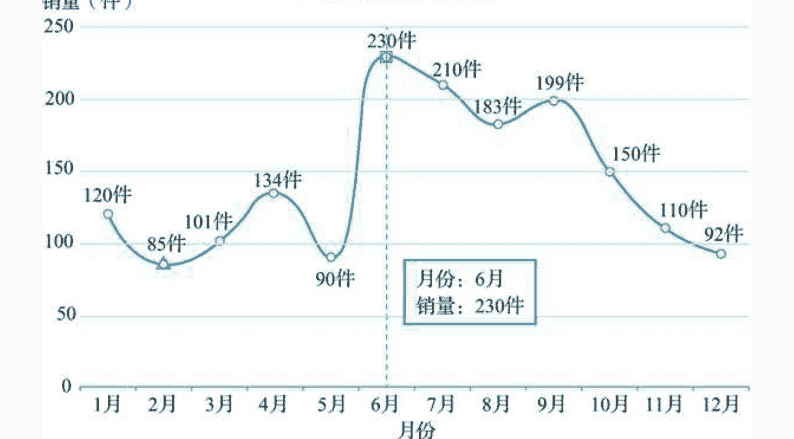 销量（件）
250
230件
210件
199件
200
183件
150
150件
134件
120件
110件
101件
100
92件
85件
90件
月份：6月
销量：230件
50
0
1月 2月 3月 4月 5月 6月 7月 8月 9月 10月 11月 12月
月份